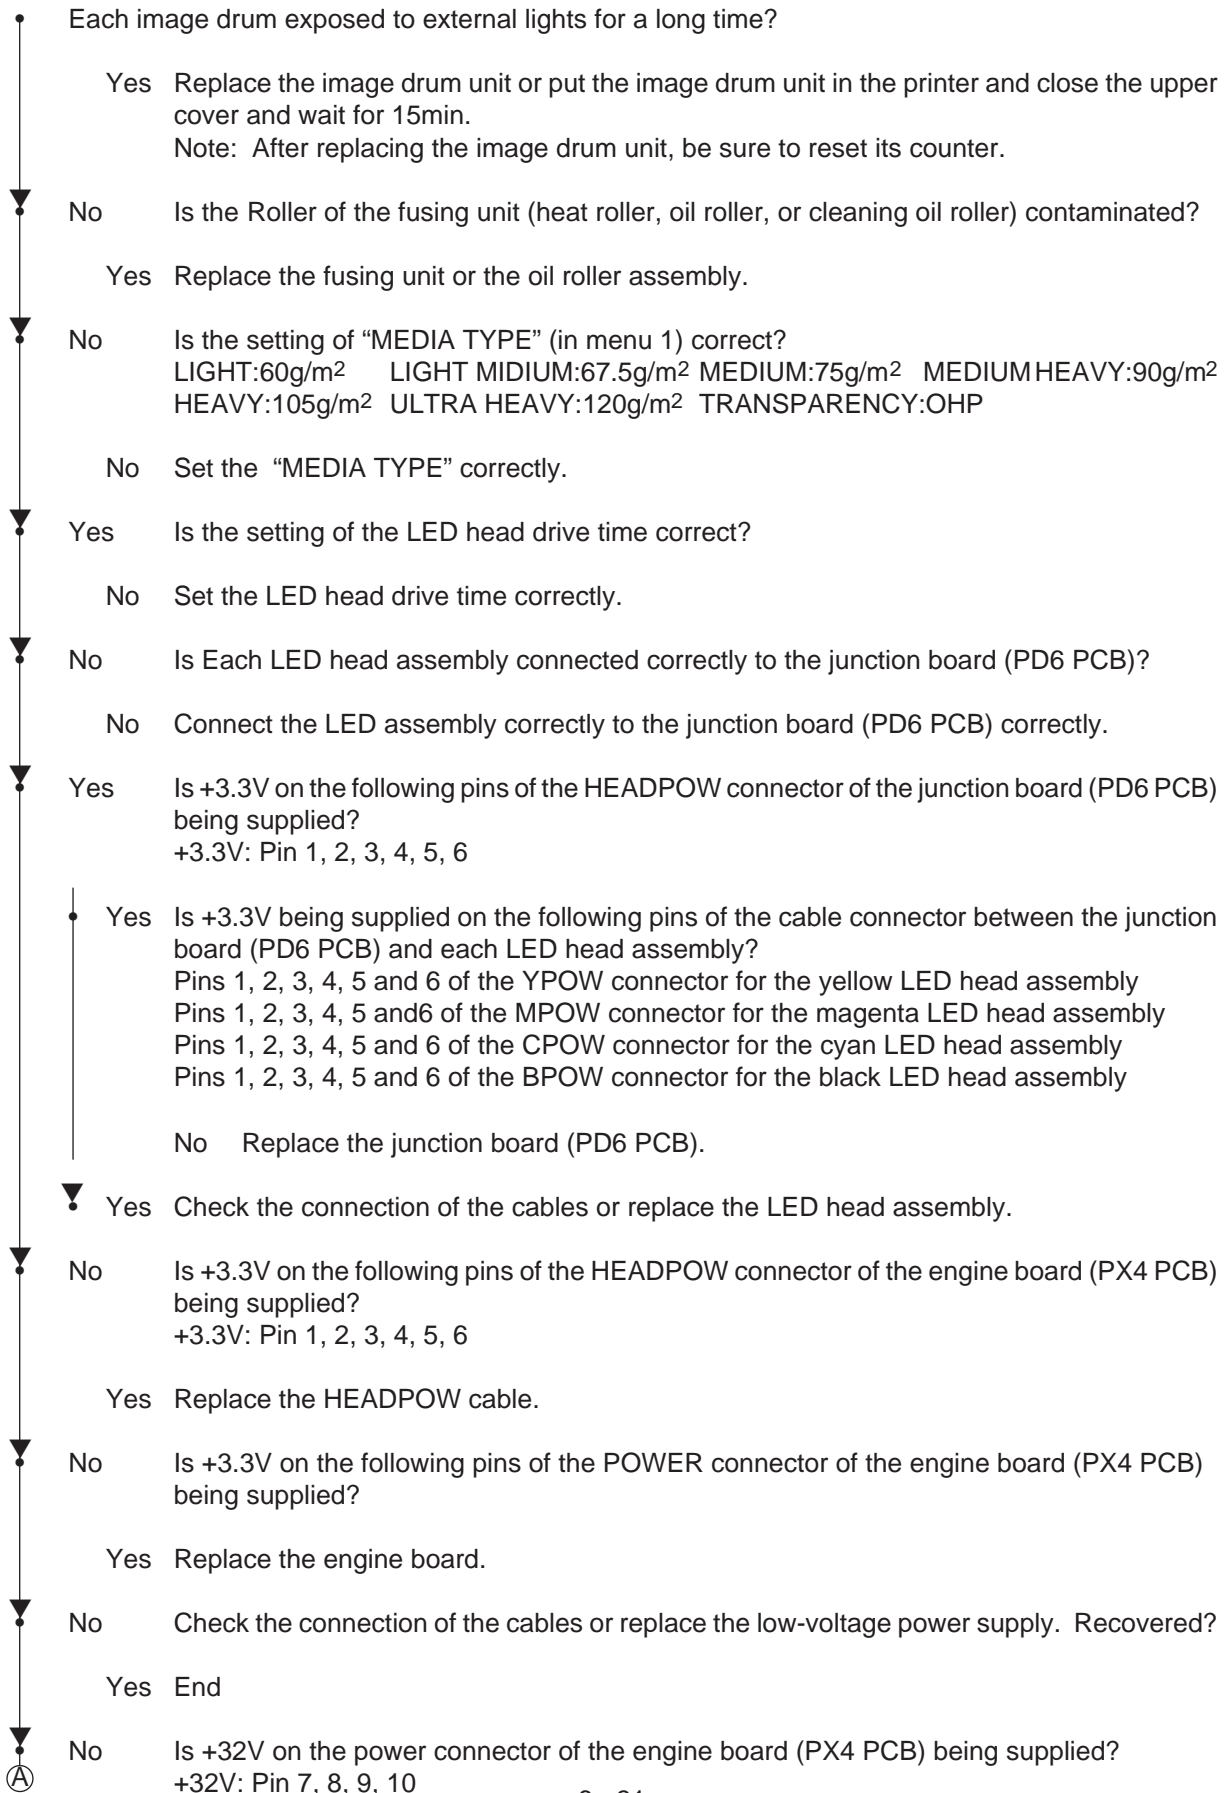 Each image drum exposed to external lights for a long time?
Yes Replace the image drum unit or put the image drum unit in the printer and close the upper
cover and wait for 15min.
Note: After replacing the image drum unit, be sure to reset its counter.
No Is the Roller of the fusing unit (heat roller, oil roller, or cleaning oil roller) contaminated?
Yes Replace the fusing unit or the oil roller assembly.
No Is the setting of “MEDIA TYPE” (in menu 1) correct?
LIGHT:60g/m2 LIGHT MIDIUM:67.5g/m2 MEDIUM:75g/m2 MEDIUM HEAVY:90g/m2
HEAVY:105g/m2 ULTRA HEAVY:120g/m2 TRANSPARENCY:OHP
No Set the “MEDIA TYPE” correctly.
Yes Is the setting of the LED head drive time correct?
No Set the LED head drive time correctly.
No Is Each LED head assembly connected correctly to the junction board (PD6 PCB)?
No Connect the LED assembly correctly to the junction board (PD6 PCB) correctly.
Yes Is +3.3V on the following pins of the HEADPOW connector of the junction board (PD6 PCB)
being supplied?
+3.3V: Pin 1, 2, 3, 4, 5, 6
Yes Is +3.3V being supplied on the following pins of the cable connector between the junction
board (PD6 PCB) and each LED head assembly?
Pins 1, 2, 3, 4, 5 and 6 of the YPOW connector for the yellow LED head assembly
Pins 1, 2, 3, 4, 5 and6 of the MPOW connector for the magenta LED head assembly
Pins 1, 2, 3, 4, 5 and 6 of the CPOW connector for the cyan LED head assembly
Pins 1, 2, 3, 4, 5 and 6 of the BPOW connector for the black LED head assembly
No Replace the junction board (PD6 PCB).
Yes Check the connection of the cables or replace the LED head assembly.
No Is +3.3V on the following pins of the HEADPOW connector of the engine board (PX4 PCB)
being supplied?
+3.3V: Pin 1, 2, 3, 4, 5, 6
Yes Replace the HEADPOW cable.
No Is +3.3V on the following pins of the POWER connector of the engine board (PX4 PCB)
being supplied?
Yes Replace the engine board.
No Check the connection of the cables or replace the low-voltage power supply. Recovered?
Yes End
No Is +32V on the power connector of the engine board (PX4 PCB) being supplied?
A +32V: Pin 7, 8, 9, 10